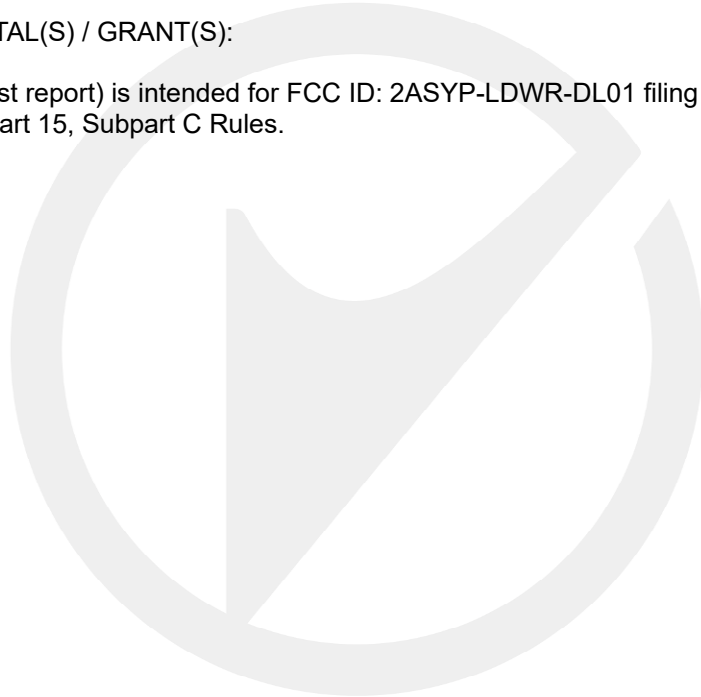 TAL(S) / GRANT(S):
st report) is intended for FCC ID: 2ASYP-LDWR-DL01 filing
art 15, Subpart C Rules.